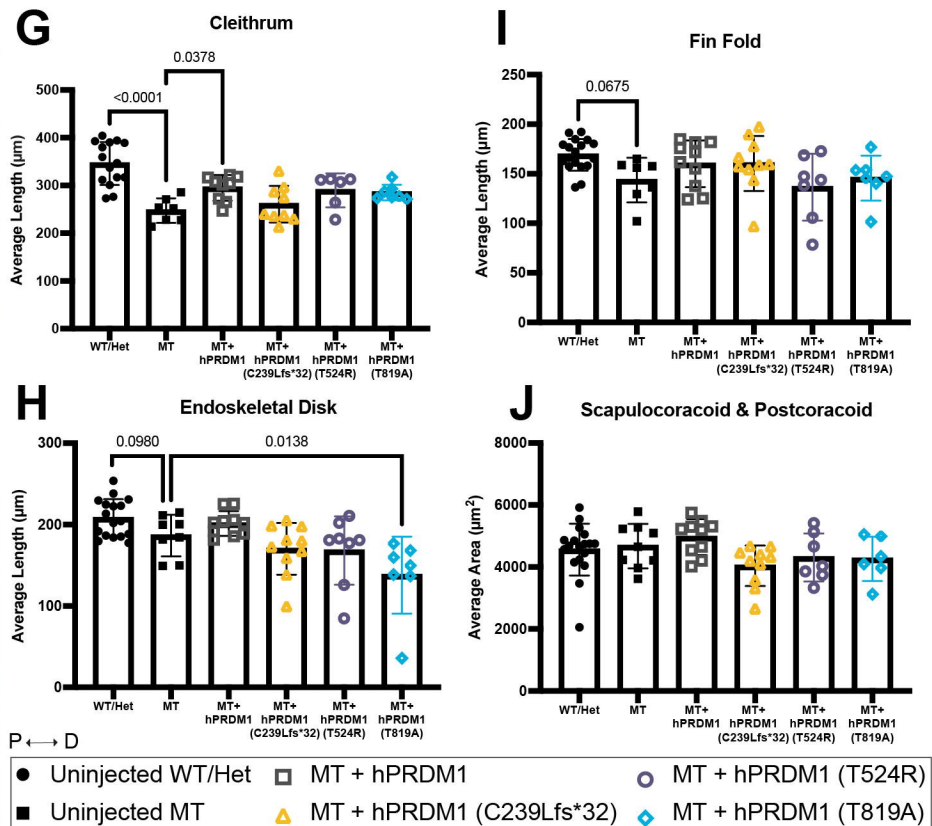 G
Cleithrum
0.0378
<0.0001
Average Length (µm)
500
400
300
200
100
0
WT/Het
MT
MT+
hPRDM1
MT+
hPRDM1
(C239Lfs*32)
MT+
hPRDM1
(T524R)
MT+
hPRDM1
(T819A)
I
Fin Fold
0.0675
Average Length (µm)
250
200
150
100
50
0
WT/Het
MT
MT+
hPRDM1
MT+
hPRDM1
(C239Lfs*32)
MT+
hPRDM1
(T524R)
MT+
hPRDM1
(T819A)
H
Endoskeletal Disk
0.0980
0.0138
Average Length (µm)
300
200
100
0
WT/Het
MT
MT+
hPRDM1
MT+
hPRDM1
(C239Lfs*32)
MT+
hPRDM1
(T524R)
MT+
hPRDM1
(T819A)
J
Scapulocoracoid & Postcoracoid
Average Area (µm²)
8000
6000
4000
2000
0
WT/Het
MT
MT+
hPRDM1
MT+
hPRDM1
(C239Lfs*32)
MT+
hPRDM1
(T524R)
MT+
hPRDM1
(T819A)
P ⟷ D
Uninjected WT/Het
MT + hPRDM1
MT + hPRDM1 (T524R)
Uninjected MT
MT + hPRDM1 (C239Lfs*32)
MT + hPRDM1 (T819A)